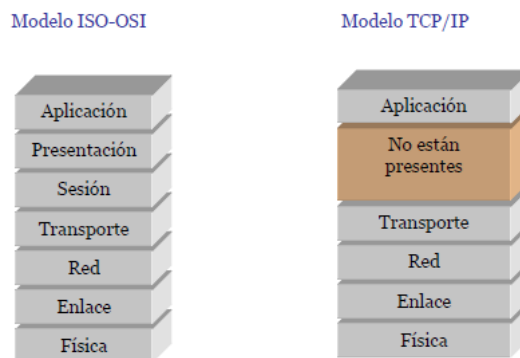 Modelo ISO-OSI
Aplicación
Presentación
Sesión
Transporte
Red
Enlace
Física
Modelo TCP/IP
Aplicación
No están
presentes
Transporte
Red
Enlace
Física